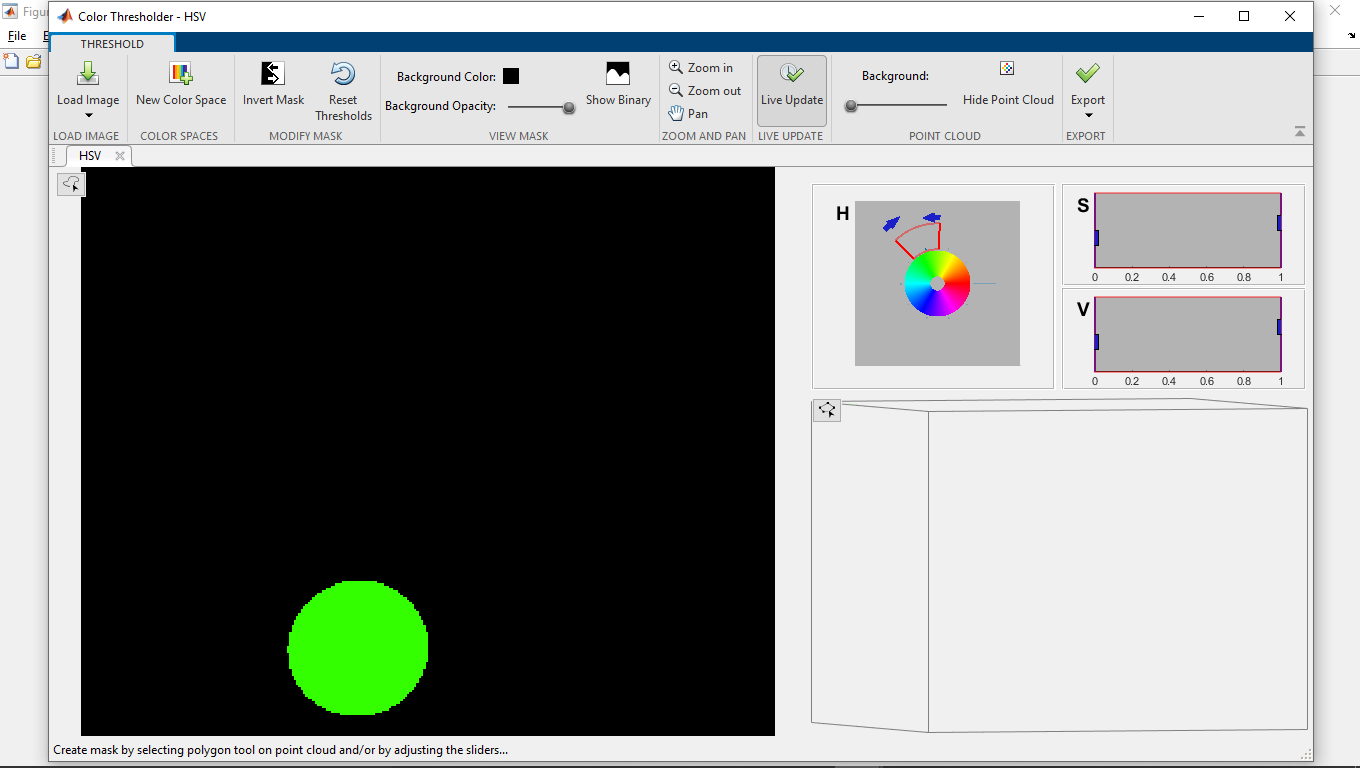 Figu
Color Thresholder - HSV
File
THRESHOLD
Load Image
New Color Space
Invert Mask
Reset
Thresholds
Background Color:
Background Opacity:
Show Binary
Zoom in
Zoom out
Pan
Live Update
Background:
Hide Point Cloud
Export
LOAD IMAGE
COLOR SPACES
MODIFY MASK
VIEW MASK
ZOOM AND PAN
LIVE UPDATE
POINT CLOUD
EXPORT
HSV
H
S
0 0.2 0.4 0.6 0.8 1
V
0 0.2 0.4 0.6 0.8 1
Create mask by selecting polygon tool on point cloud and/or by adjusting the sliders...